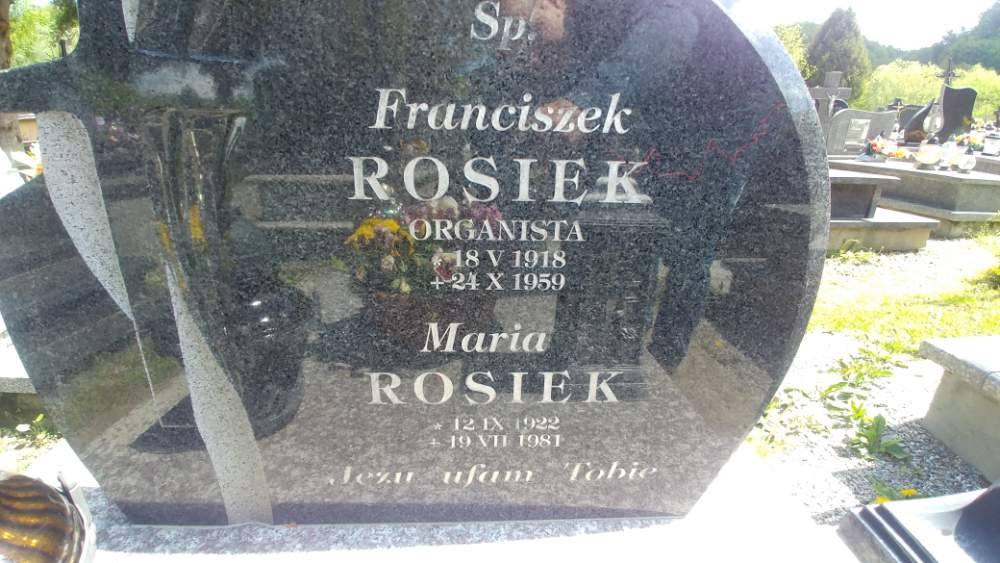 Sp.
Franciszek
ROSIEK
ORGANISTA
* 18 V 1918
+ 24 X 1959
Maria
ROSIEK
* 12 IX 1922
+ 19 VII 1981
Jezu ufam Tobie